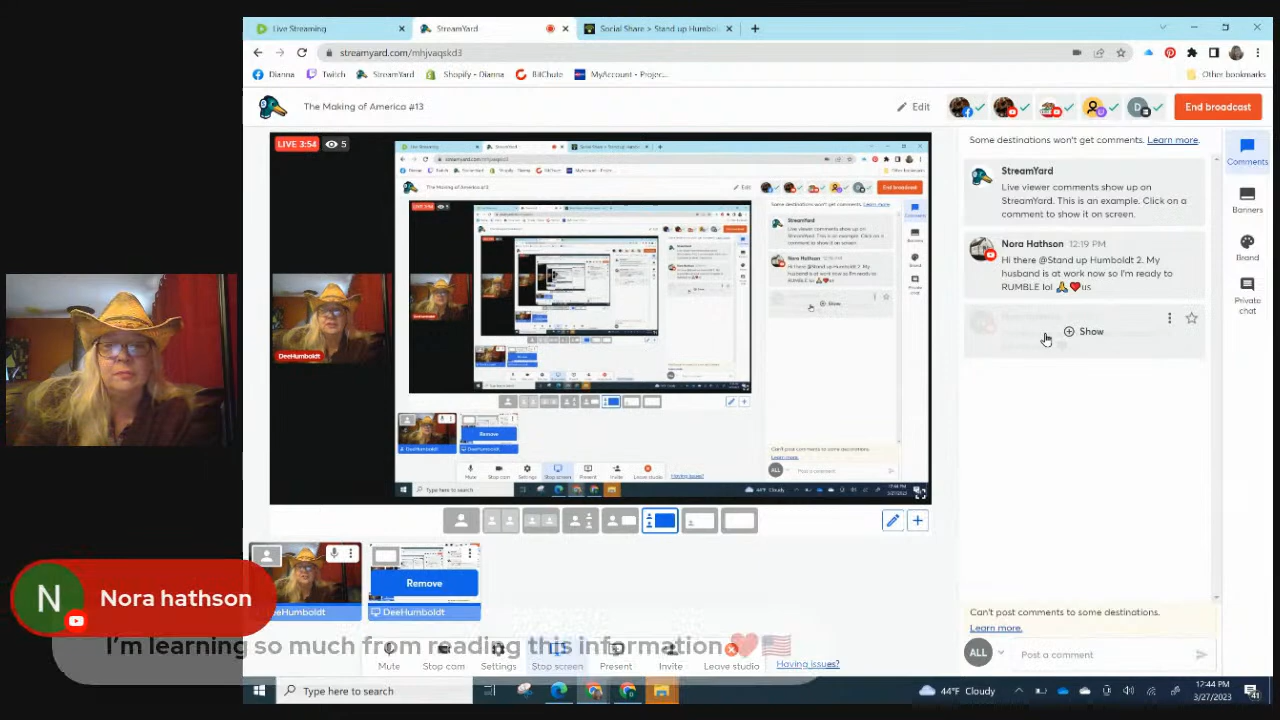 Live Streaming
StreamYard
Social Share > Stand up Humbol
streamyard.com/mhjvaqskd3
Dianna
Twitch
StreamYard
Shopify - Dianna
BitChute
MyAccount - Projec...
Other bookmarks
The Making of America #13
Edit
End broadcast
LIVE 3:54
5
Some destinations won't get comments. Learn more.
StreamYard
Live viewer comments show up on
StreamYard. This is an example. Click on a
comment to show it on screen.
Nora Hathson 12:19 PM
Hi there @Stand up Humboldt 2. My
husband is at work now so I'm ready to
RUMBLE lol 🙏❤️us
Show
Comments
Banners
Brand
Private
chat
DeeHumboldt
Remove
DeeHumboldt
DeeHumboldt
Nora hathson
I'm learning so much from reading this information❤️🇺🇸
Mute
Stop cam
Settings
Stop screen
Present
Invite
Leave studio
Having issues?
Can't post comments to some destinations.
Learn more.
ALL
Post a comment
Type here to search
44°F Cloudy
12:44 PM
3/27/2023
41